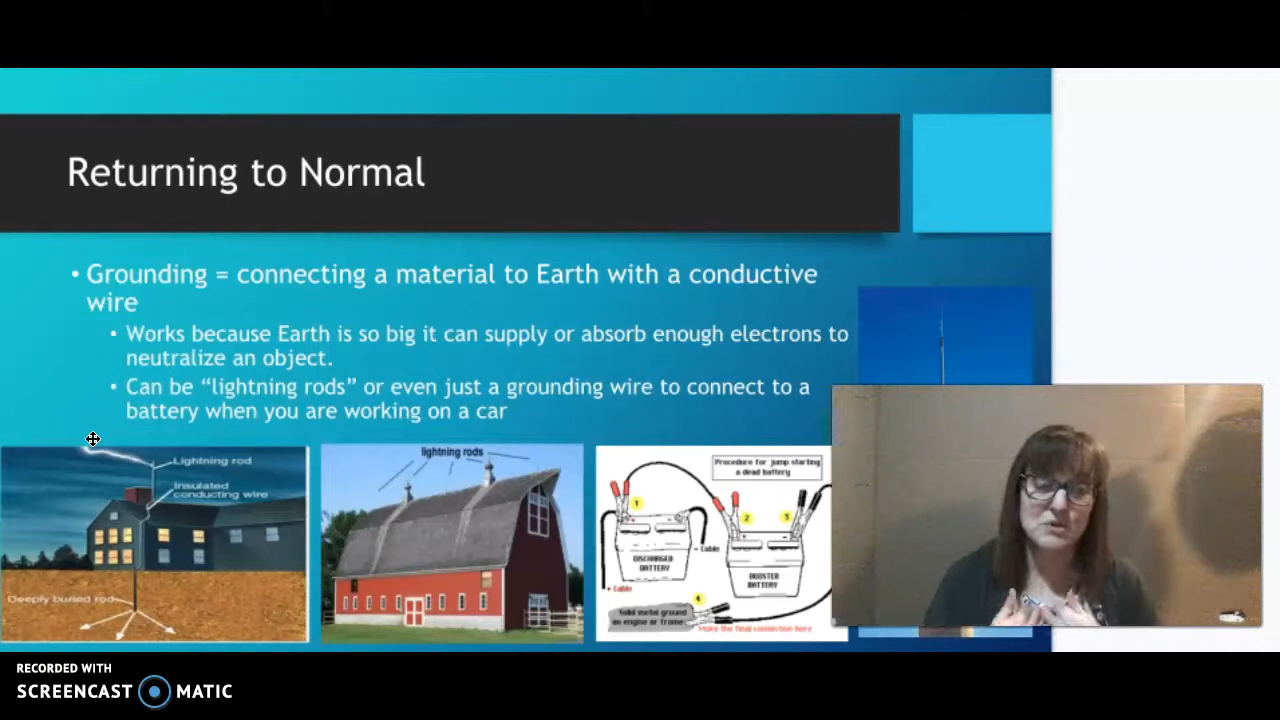 Returning to Normal
• Grounding = connecting a material to Earth with a conductive
wire
• Works because Earth is so big it can supply or absorb enough electrons to
neutralize an object.
• Can be “lightning rods” or even just a grounding wire to connect to a
battery when you are working on a car
Lightning rod
Insulated
conducting wire
Deeply buried rod
lightning rods
Procedure for jump starting
a dead battery
1
2
3
DISCHARGED
BATTERY
- Cable
BOOSTER
BATTERY
+ Cable
4
Solid metal ground
on engine or frame
Make the final connection here
RECORDED WITH
SCREENCAST MATIC